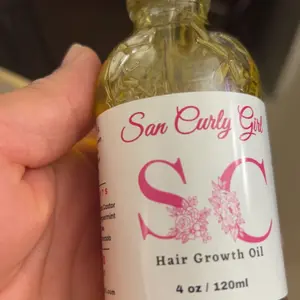 San Curly Girl
SC
Hair Growth Oil
4 oz / 120ml